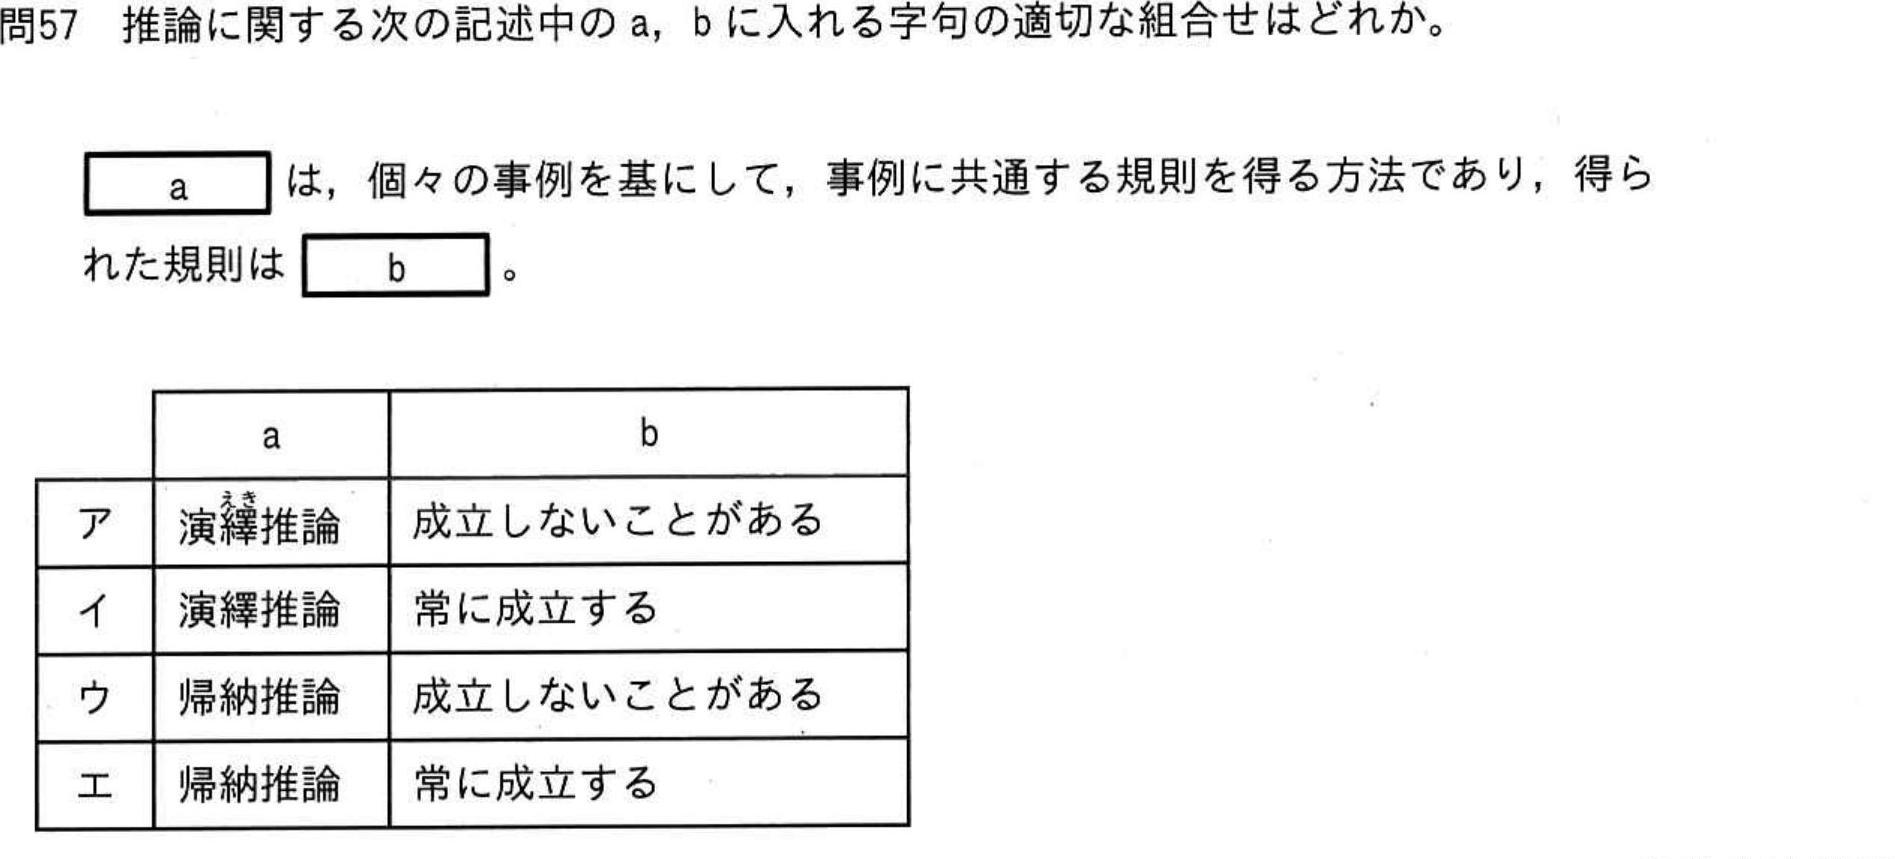 問57 推論に関する次の記述中の a，b に入れる字句の適切な組合せはどれか。
a は，個々の事例を基にして，事例に共通する規則を得る方法であり，得ら
れた規則は b 。
a b
ア 演繹推論 成立しないことがある
えき
イ 演繹推論 常に成立する
ウ 帰納推論 成立しないことがある
エ 帰納推論 常に成立する